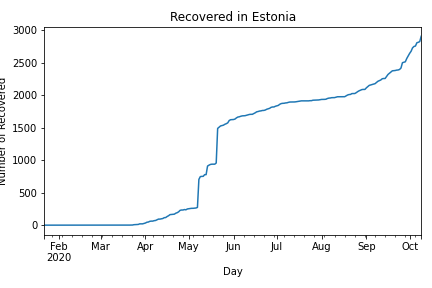 Recovered in Estonia
Number of Recovered
3000
2500
2000
1500
1000
500
0
Feb Mar Apr May Jun Jul Aug Sep Oct
2020
Day